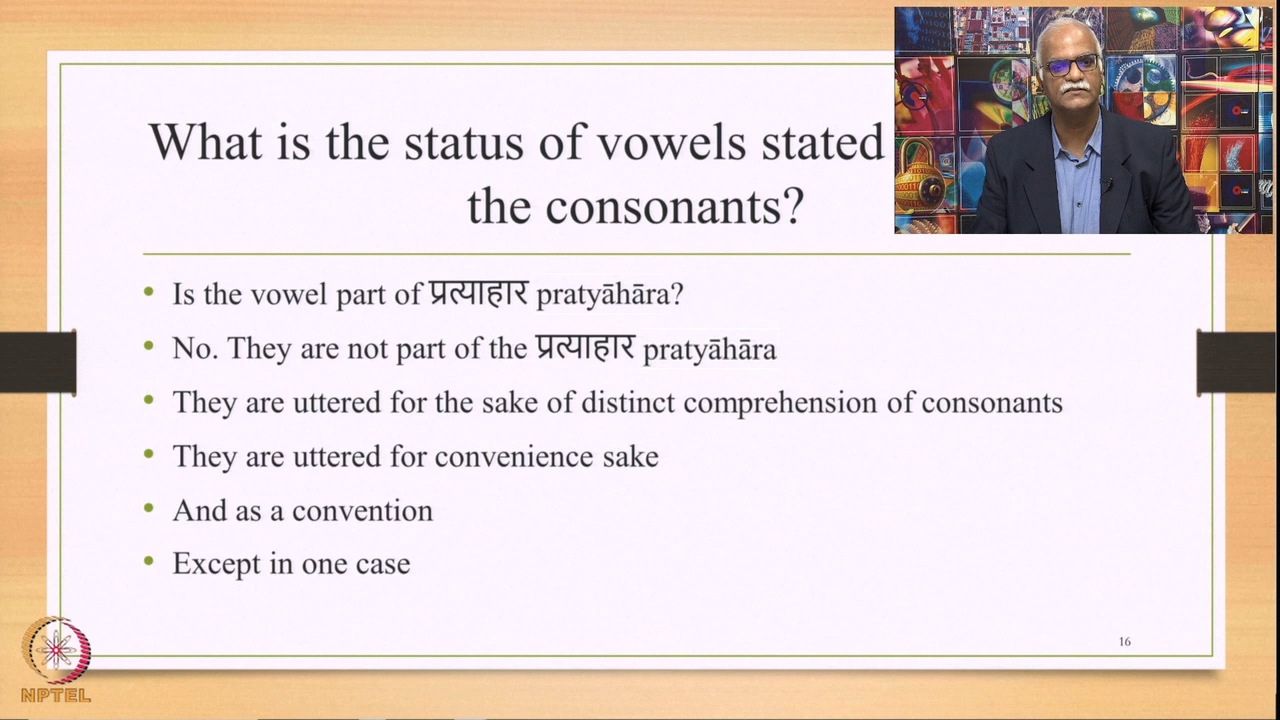 What is the status of vowels stated
the consonants?
Is the vowel part of प्रत्याहार pratyāhāra?
No. They are not part of the प्रत्याहार pratyāhāra
They are uttered for the sake of distinct comprehension of consonants
They are uttered for convenience sake
And as a convention
Except in one case
16
NPTEL